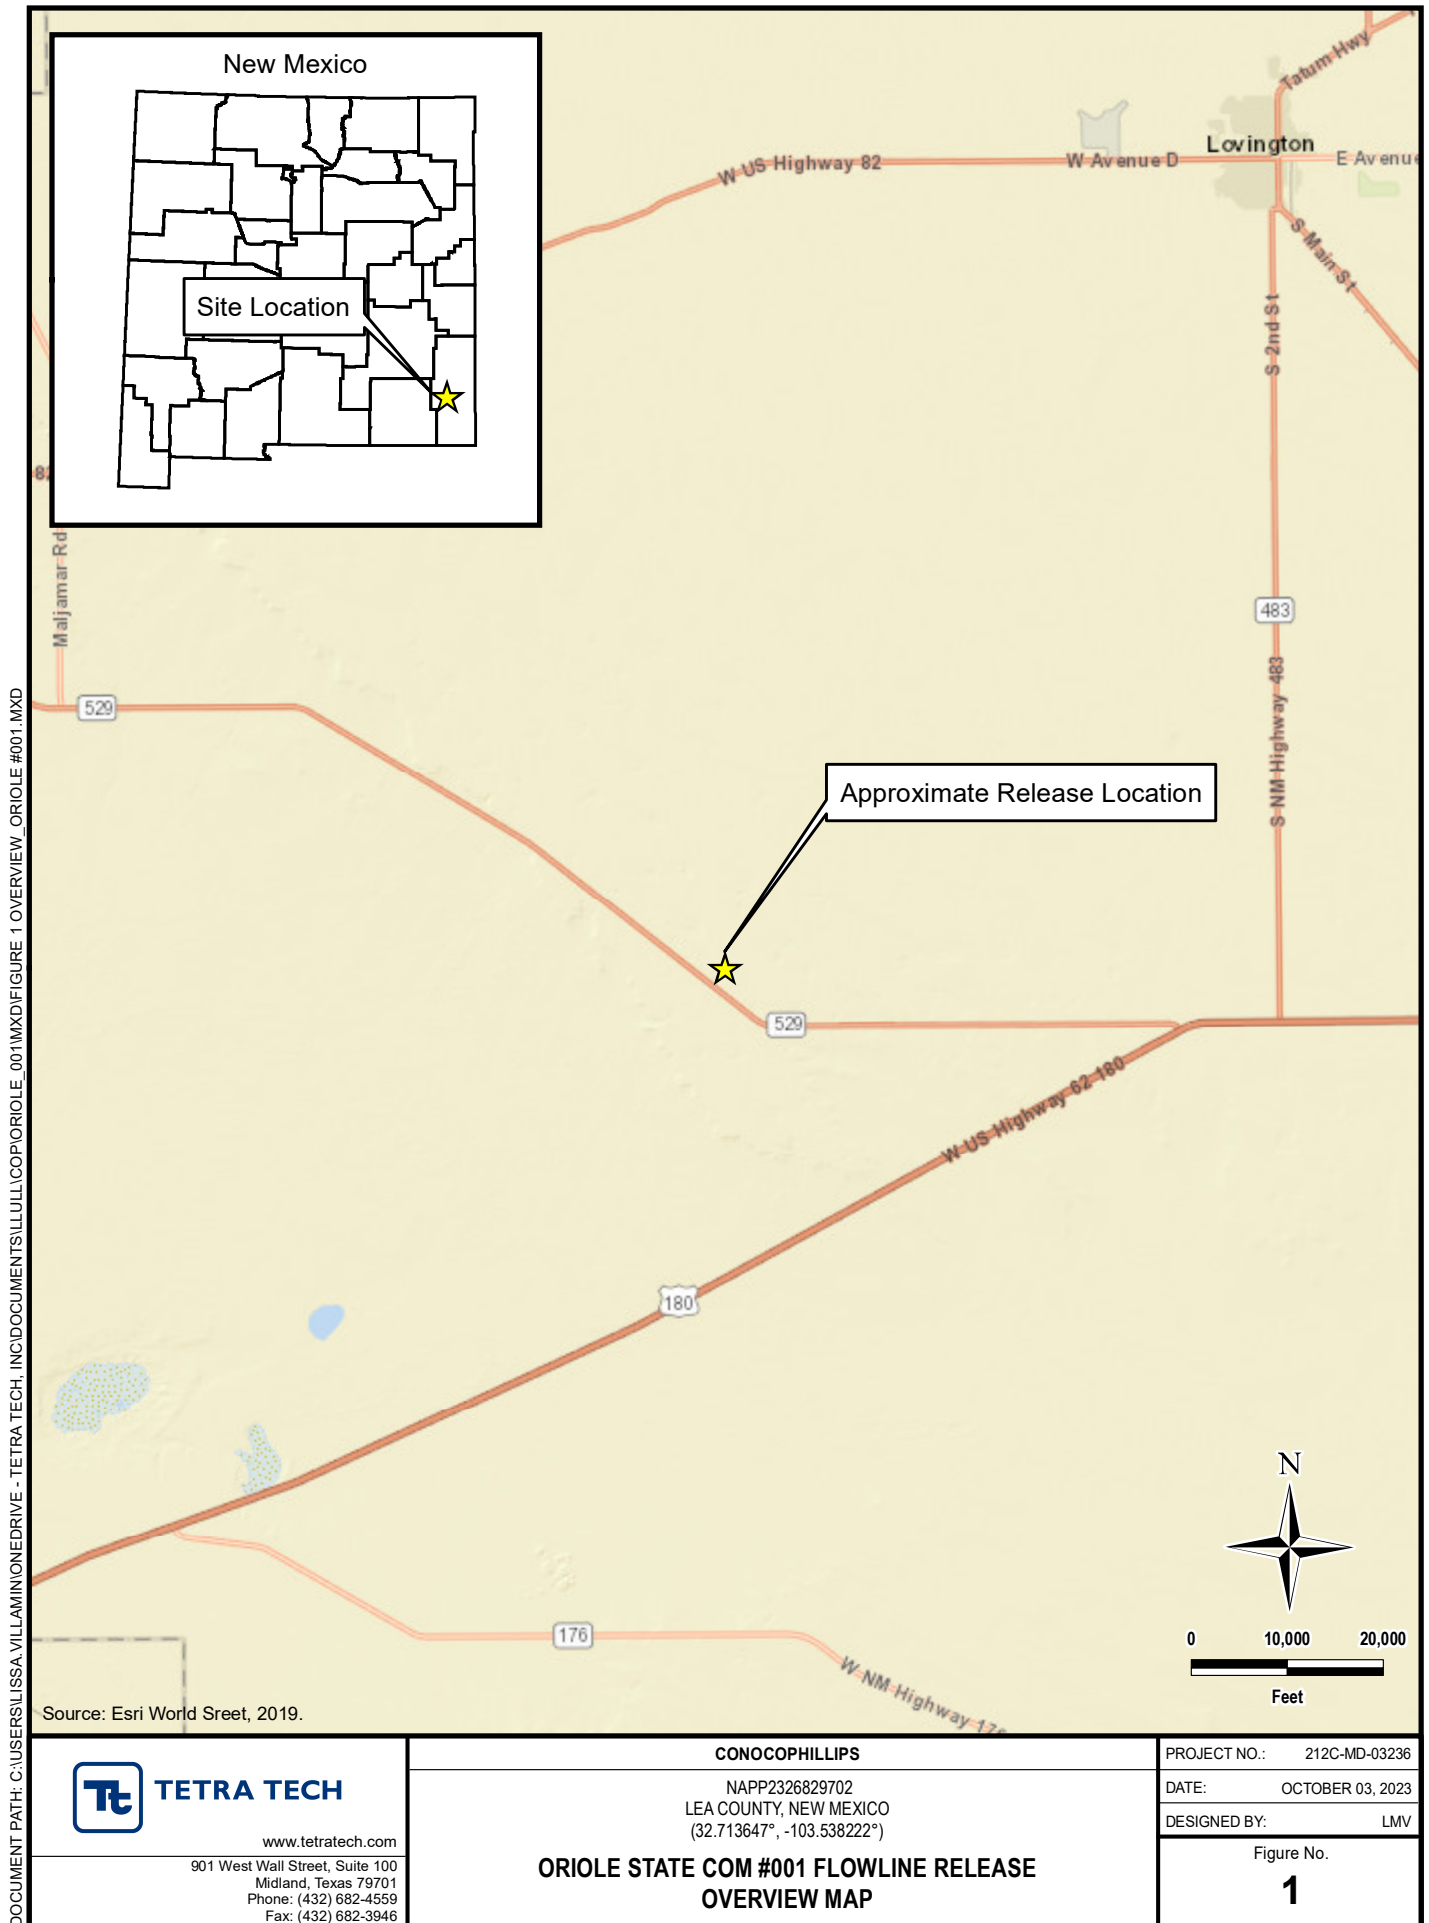 New Mexico
Site Location
Tatum Hwy
Lovington
W US Highway 82
W Avenue D
E Avenue
S Main St
S 2nd St
82
Maljamar Rd
483
S NM Highway 483
529
Approximate Release Location
529
W US Highway 62 180
180
N
176
W NM Highway 176
0 10,000 20,000
Feet
Source: Esri World Sreet, 2019.
DOCUMENT PATH: C:\USERS\LISSA.VILLAMIN\ONEDRIVE - TETRA TECH, INC\DOCUMENTS\LLULL\COP\ORIOLE_001\MXD\FIGURE 1 OVERVIEW_ORIOLE #001.MXD
Tt TETRA TECH
www.tetratech.com
901 West Wall Street, Suite 100
Midland, Texas 79701
Phone: (432) 682-4559
Fax: (432) 682-3946
CONOCOPHILLIPS
NAPP2326829702
LEA COUNTY, NEW MEXICO
(32.713647°, -103.538222°)
ORIOLE STATE COM #001 FLOWLINE RELEASE
OVERVIEW MAP
PROJECT NO.: 212C-MD-03236
DATE: OCTOBER 03, 2023
DESIGNED BY: LMV
Figure No.
1